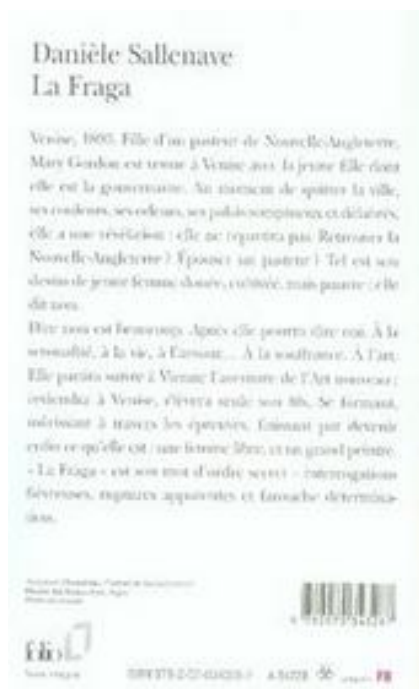 Danièle Sallenave
La Fraga
Venise, Fille d'un pasteur de Nouvelle-Angleterre,
Mary Gordon est venue à Venise avec la jeune Elle dont
elle est la gouvernante. Au moment de quitter la ville,
ses couleurs, ses odeurs, ses palais somptueux et délabrés,
elle a une révélation : elle ne repartira pas. Retrouver la
Nouvelle-Angleterre ? Épouser un pasteur ? Tel est son
destin de jeune femme douée, cultivée, mais pauvre : elle
dit non.
Dire non est beaucoup. Après elle pourra dire oui. À la
sensualité, à la vie, à l'amour... À la souffrance. À l'art.
Elle partira suivre à Vienne l'aventure de l'Art nouveau ;
reviendra à Venise, élèvera seule son fils. Se formant,
mûrissant à travers les épreuves, finissant par devenir
enfin ce qu'elle est : une femme libre, et un grand peintre.
« La Fraga » est son mot d'ordre secret – interrogations
fiévreuses, ruptures apparentes et farouche détermina-
tion.
folio